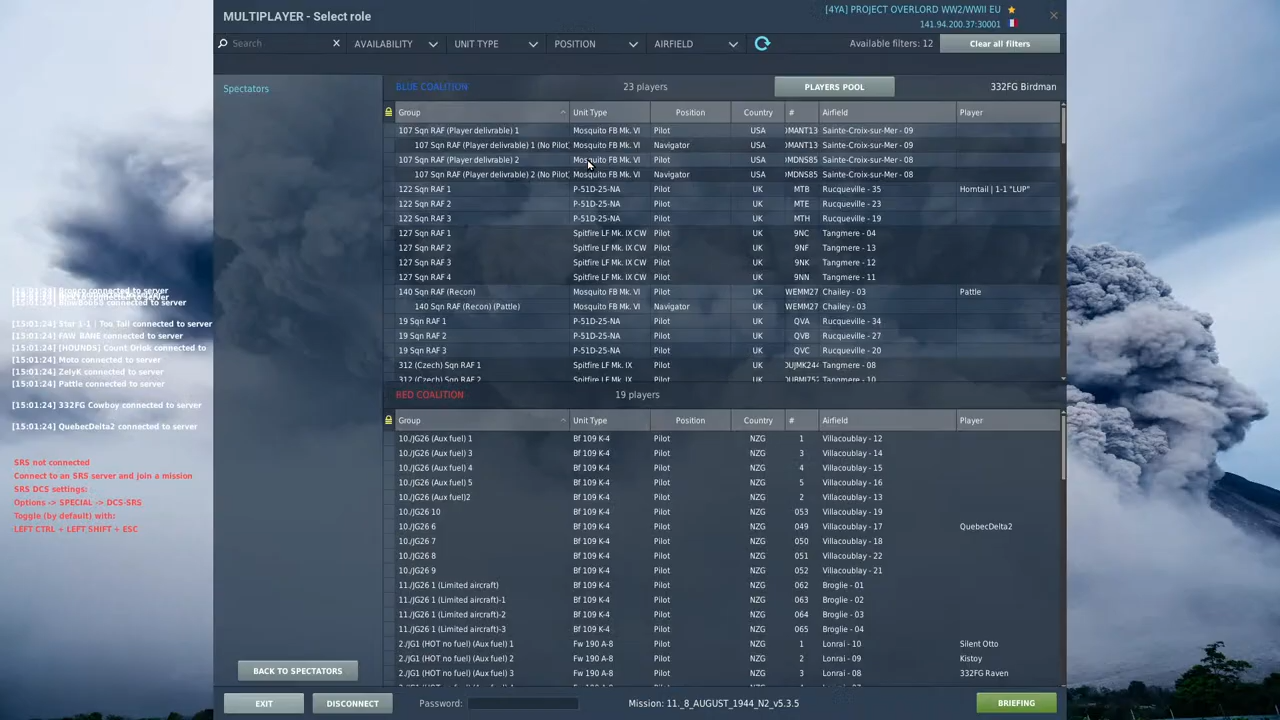 MULTIPLAYER - Select role
[4YA] PROJECT OVERLORD WW2/WWII EU
141.94.200.37:30001
Search AVAILABILITY UNIT TYPE POSITION AIRFIELD Available filters: 12 Clear all filters
Spectators
BLUE COALITION 23 players PLAYERS POOL 332FG Birdman
Group Unit Type Position Country # Airfield Player
107 Sqn RAF (Player delivrable) 1 Mosquito FB Mk. VI Pilot USA )MANT13 Sainte-Croix-sur-Mer - 09
107 Sqn RAF (Player delivrable) 1 (No Pilot Mosquito FB Mk. VI Navigator USA )MANT13 Sainte-Croix-sur-Mer - 09
107 Sqn RAF (Player delivrable) 2 Mosquito FB Mk. VI Pilot USA )MDNS85 Sainte-Croix-sur-Mer - 08
107 Sqn RAF (Player delivrable) 2 (No Pilot Mosquito FB Mk. VI Navigator USA )MDNS85 Sainte-Croix-sur-Mer - 08
122 Sqn RAF 1 P-51D-25-NA Pilot UK MTB Rucqueville - 35 Horntail | 1-1 "LUP"
122 Sqn RAF 2 P-51D-25-NA Pilot UK MTE Rucqueville - 23
122 Sqn RAF 3 P-51D-25-NA Pilot UK MTH Rucqueville - 19
127 Sqn RAF 1 Spitfire LF Mk. IX CW Pilot UK 9NC Tangmere - 04
127 Sqn RAF 2 Spitfire LF Mk. IX CW Pilot UK 9NF Tangmere - 13
127 Sqn RAF 3 Spitfire LF Mk. IX CW Pilot UK 9NK Tangmere - 12
127 Sqn RAF 4 Spitfire LF Mk. IX CW Pilot UK 9NN Tangmere - 11
140 Sqn RAF (Recon) Mosquito FB Mk. VI Pilot UK WEMM27 Chailey - 03 Pattle
140 Sqn RAF (Recon) (Pattle) Mosquito FB Mk. VI Navigator UK WEMM27 Chailey - 03
19 Sqn RAF 1 P-51D-25-NA Pilot UK QVA Rucqueville - 34
19 Sqn RAF 2 P-51D-25-NA Pilot UK QVB Rucqueville - 27
19 Sqn RAF 3 P-51D-25-NA Pilot UK QVC Rucqueville - 20
312 (Czech) Sqn RAF 1 Spitfire LF Mk. IX Pilot UK Tangmere - 08
312 (Czech) Sqn RAF 2 Spitfire LF Mk. IX Pilot UK Tangmere - 10
RED COALITION 19 players
Group Unit Type Position Country # Airfield Player
10./JG26 (Aux fuel) 1 Bf 109 K-4 Pilot NZG 1 Villacoublay - 12
10./JG26 (Aux fuel) 3 Bf 109 K-4 Pilot NZG 3 Villacoublay - 14
10./JG26 (Aux fuel) 4 Bf 109 K-4 Pilot NZG 4 Villacoublay - 15
10./JG26 (Aux fuel) 5 Bf 109 K-4 Pilot NZG 5 Villacoublay - 16
10./JG26 (Aux fuel)2 Bf 109 K-4 Pilot NZG 2 Villacoublay - 13
10./JG26 10 Bf 109 K-4 Pilot NZG 053 Villacoublay - 19
10./JG26 6 Bf 109 K-4 Pilot NZG 049 Villacoublay - 17 QuebecDelta2
10./JG26 7 Bf 109 K-4 Pilot NZG 050 Villacoublay - 18
10./JG26 8 Bf 109 K-4 Pilot NZG 051 Villacoublay - 22
10./JG26 9 Bf 109 K-4 Pilot NZG 052 Villacoublay - 21
11./JG26 1 (Limited aircraft) Bf 109 K-4 Pilot NZG 062 Broglie - 01
11./JG26 1 (Limited aircraft)-1 Bf 109 K-4 Pilot NZG 063 Broglie - 02
11./JG26 1 (Limited aircraft)-2 Bf 109 K-4 Pilot NZG 064 Broglie - 03
11./JG26 1 (Limited aircraft)-3 Bf 109 K-4 Pilot NZG 065 Broglie - 04
2./JG1 (HOT no fuel) (Aux fuel) 1 Fw 190 A-8 Pilot NZG 1 Lonrai - 10 Silent Otto
2./JG1 (HOT no fuel) (Aux fuel) 2 Fw 190 A-8 Pilot NZG 2 Lonrai - 09 Kistoy
2./JG1 (HOT no fuel) (Aux fuel) 3 Fw 190 A-8 Pilot NZG 3 Lonrai - 08 332FG Raven
BACK TO SPECTATORS
EXIT DISCONNECT Password: Mission: 11._8_AUGUST_1944_N2_v5.3.5 BRIEFING
connected to server
[15:01:24] Iter 1-1 | Too Tall connected to server
[15:01:24] FAW_BANE connected to server
[15:01:24] [HOUNDS] Count Orlok connected to
[15:01:24] Moto connected to server
[15:01:24] ZelyK connected to server
[15:01:24] Pattle connected to server
[15:01:24] 332FG Cowboy connected to server
[15:01:24] QuebecDelta2 connected to server
SRS not connected
Connect to an SRS server and join a mission
SRS DCS settings:
Options -> SPECIAL -> DCS-SRS
Toggle (by default) with:
LEFT CTRL + LEFT SHIFT + ESC